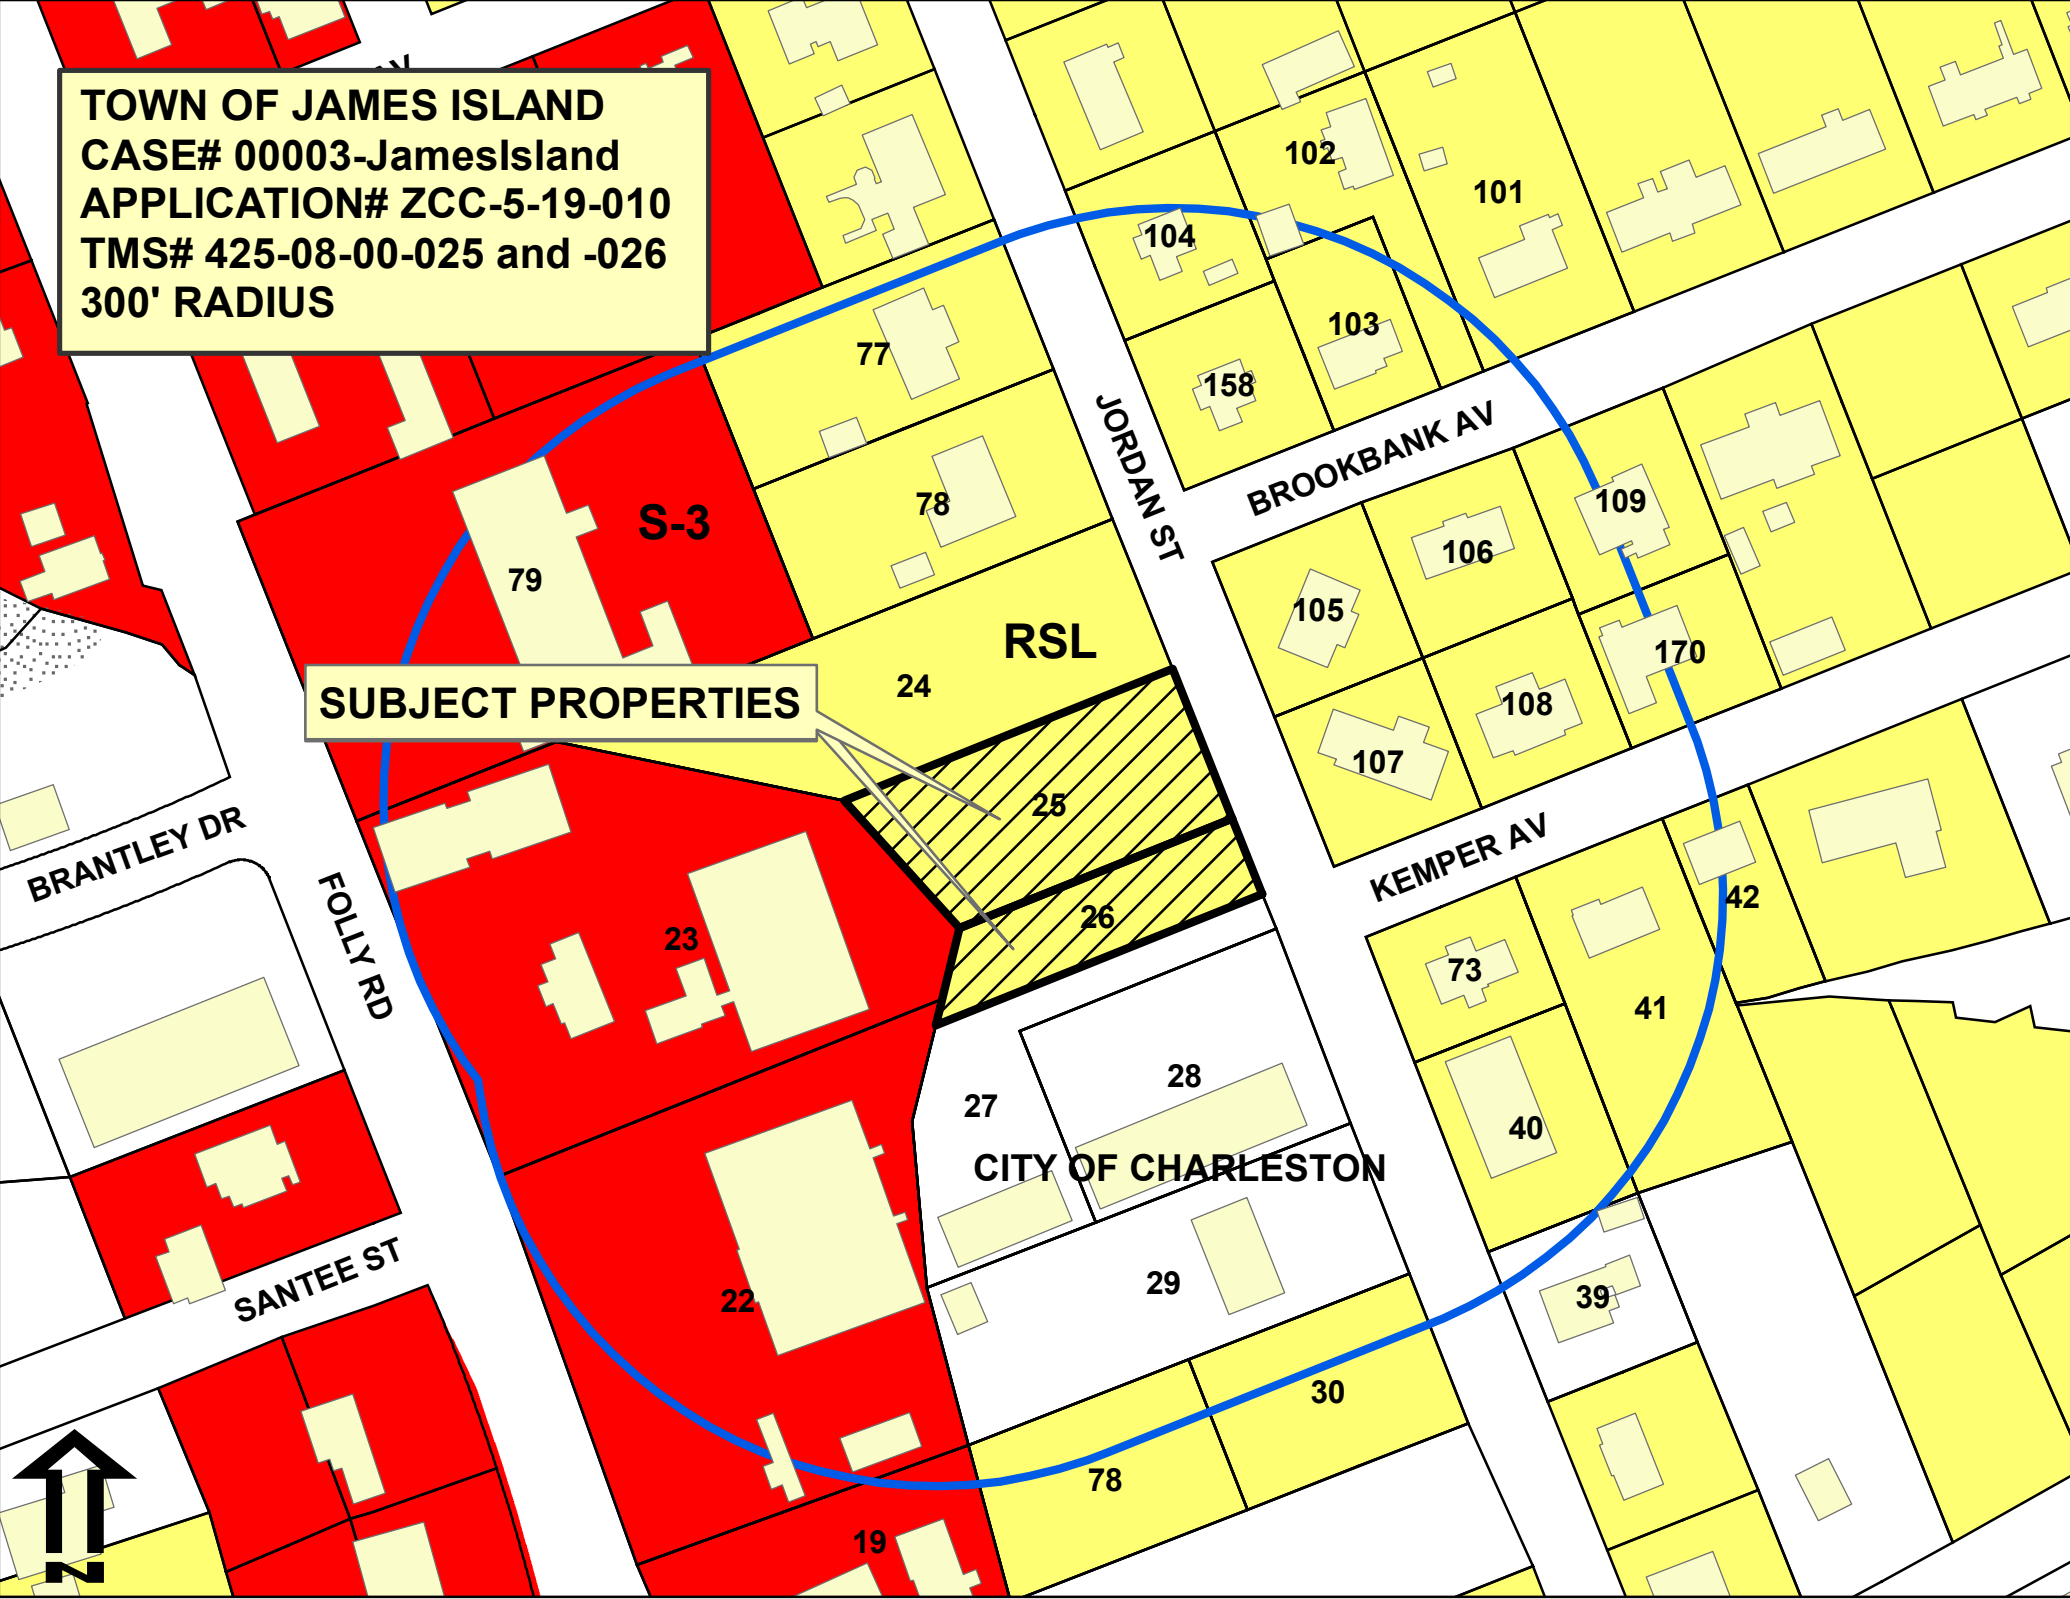 AV
TOWN OF JAMES ISLAND
CASE# 00003-JamesIsland
APPLICATION# ZCC-5-19-010
TMS# 425-08-00-025 and -026
300' RADIUS
102
101
104
103
77
158
JORDAN ST
BROOKBANK AV
78
S-3
79
109
106
105
RSL
24
170
SUBJECT PROPERTIES
108
107
25
BRANTLEY DR
KEMPER AV
26
42
FOLLY RD
23
73
41
28
27
40
CITY OF CHARLESTON
SANTEE ST
29
22
39
30
78
19
N